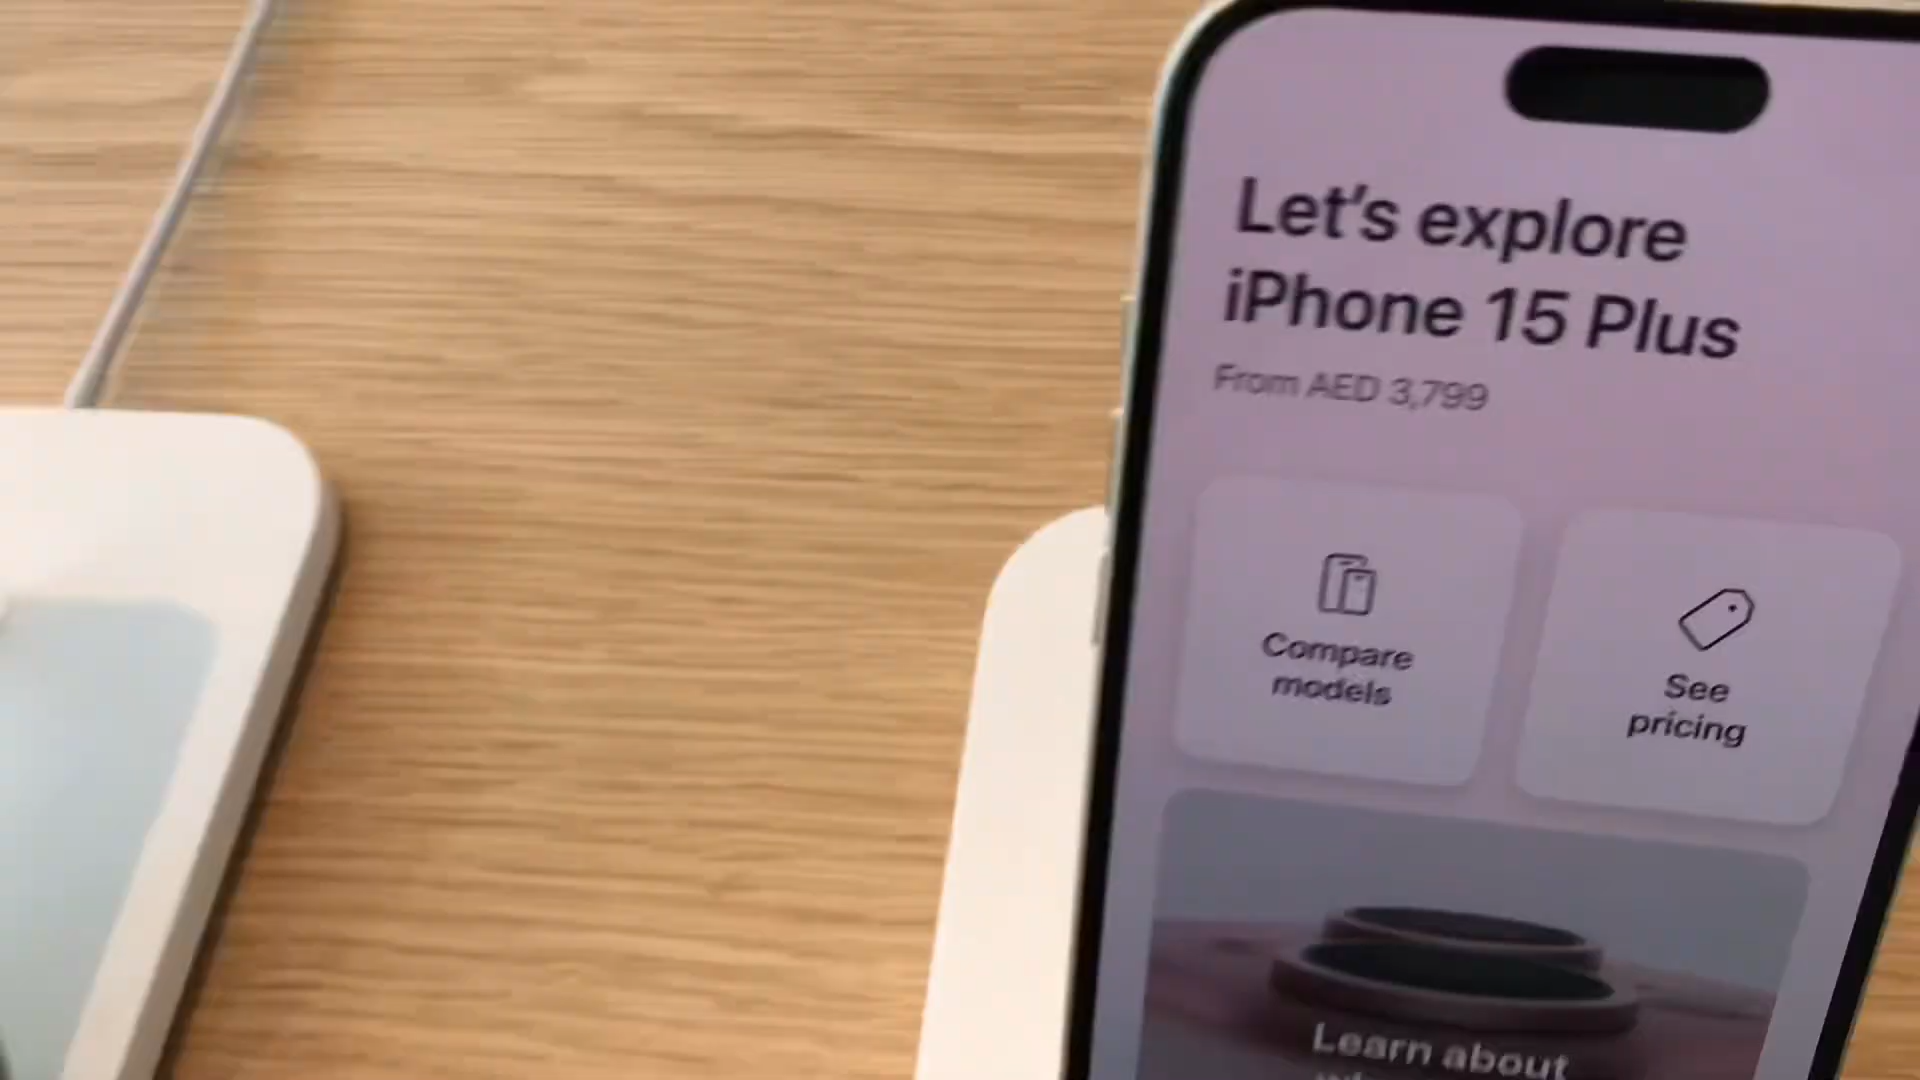 Let's explore
iPhone 15 Plus
From AED 3,799
Compare
models
See
pricing
Learn about